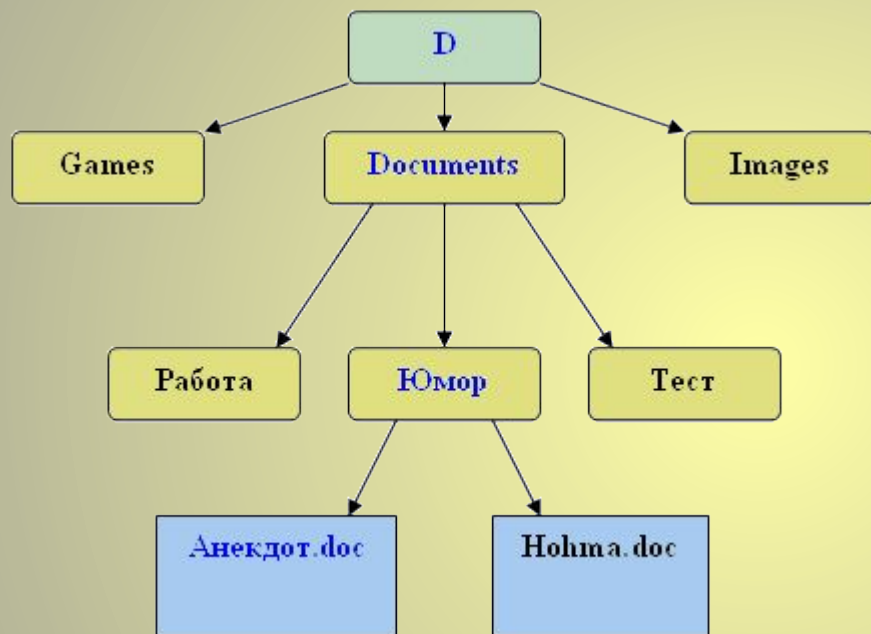 D
Games
Documents
Images
Работа
Юмор
Тест
Анекдот.doc
Hohma.doc